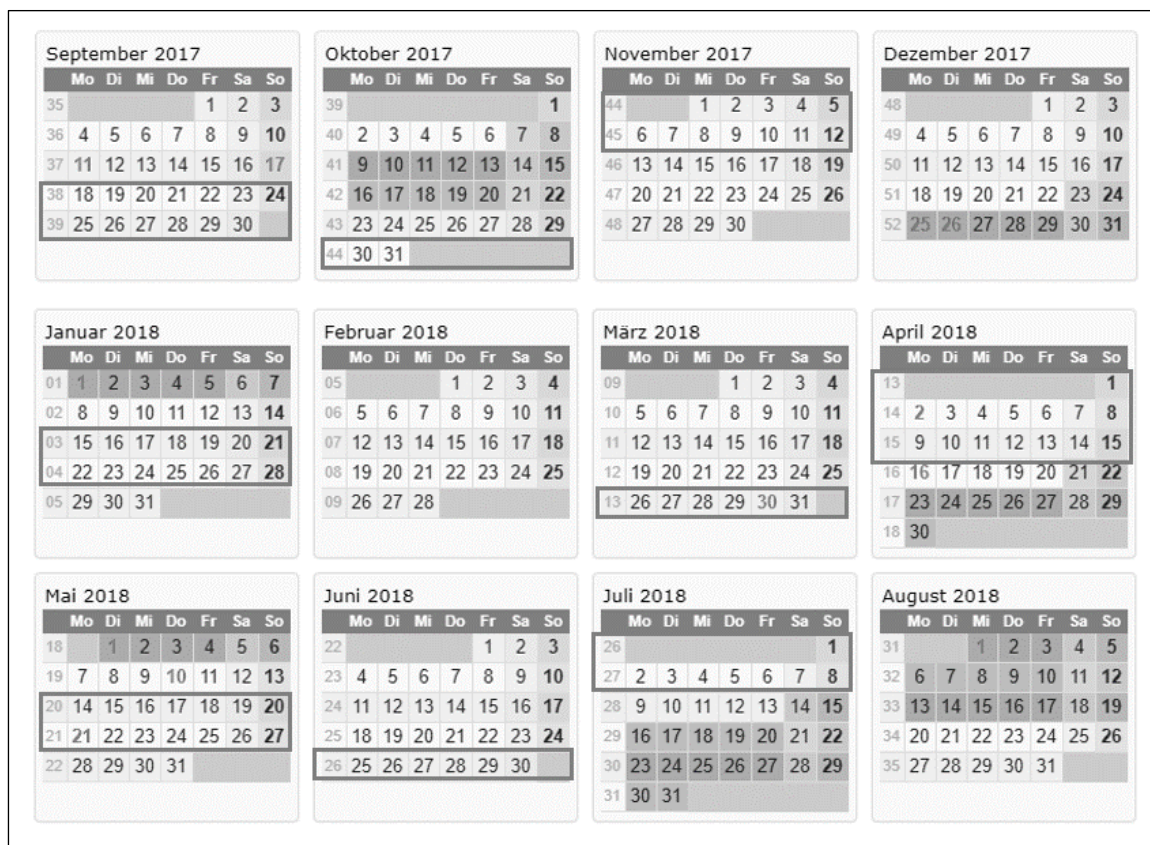 September 2017
Mo Di Mi Do Fr Sa So
35 1 2 3
36 4 5 6 7 8 9 10
37 11 12 13 14 15 16 17
38 18 19 20 21 22 23 24
39 25 26 27 28 29 30
Oktober 2017
Mo Di Mi Do Fr Sa So
39 1
40 2 3 4 5 6 7 8
41 9 10 11 12 13 14 15
42 16 17 18 19 20 21 22
43 23 24 25 26 27 28 29
44 30 31
November 2017
Mo Di Mi Do Fr Sa So
44 1 2 3 4 5
45 6 7 8 9 10 11 12
46 13 14 15 16 17 18 19
47 20 21 22 23 24 25 26
48 27 28 29 30
Dezember 2017
Mo Di Mi Do Fr Sa So
48 1 2 3
49 4 5 6 7 8 9 10
50 11 12 13 14 15 16 17
51 18 19 20 21 22 23 24
52 25 26 27 28 29 30 31
Januar 2018
Mo Di Mi Do Fr Sa So
01 1 2 3 4 5 6 7
02 8 9 10 11 12 13 14
03 15 16 17 18 19 20 21
04 22 23 24 25 26 27 28
05 29 30 31
Februar 2018
Mo Di Mi Do Fr Sa So
05 1 2 3 4
06 5 6 7 8 9 10 11
07 12 13 14 15 16 17 18
08 19 20 21 22 23 24 25
09 26 27 28
März 2018
Mo Di Mi Do Fr Sa So
09 1 2 3 4
10 5 6 7 8 9 10 11
11 12 13 14 15 16 17 18
12 19 20 21 22 23 24 25
13 26 27 28 29 30 31
April 2018
Mo Di Mi Do Fr Sa So
13 1
14 2 3 4 5 6 7 8
15 9 10 11 12 13 14 15
16 16 17 18 19 20 21 22
17 23 24 25 26 27 28 29
18 30
Mai 2018
Mo Di Mi Do Fr Sa So
18 1 2 3 4 5 6
19 7 8 9 10 11 12 13
20 14 15 16 17 18 19 20
21 21 22 23 24 25 26 27
22 28 29 30 31
Juni 2018
Mo Di Mi Do Fr Sa So
22 1 2 3
23 4 5 6 7 8 9 10
24 11 12 13 14 15 16 17
25 18 19 20 21 22 23 24
26 25 26 27 28 29 30
Juli 2018
Mo Di Mi Do Fr Sa So
26 1
27 2 3 4 5 6 7 8
28 9 10 11 12 13 14 15
29 16 17 18 19 20 21 22
30 23 24 25 26 27 28 29
31 30 31
August 2018
Mo Di Mi Do Fr Sa So
31 1 2 3 4 5
32 6 7 8 9 10 11 12
33 13 14 15 16 17 18 19
34 20 21 22 23 24 25 26
35 27 28 29 30 31